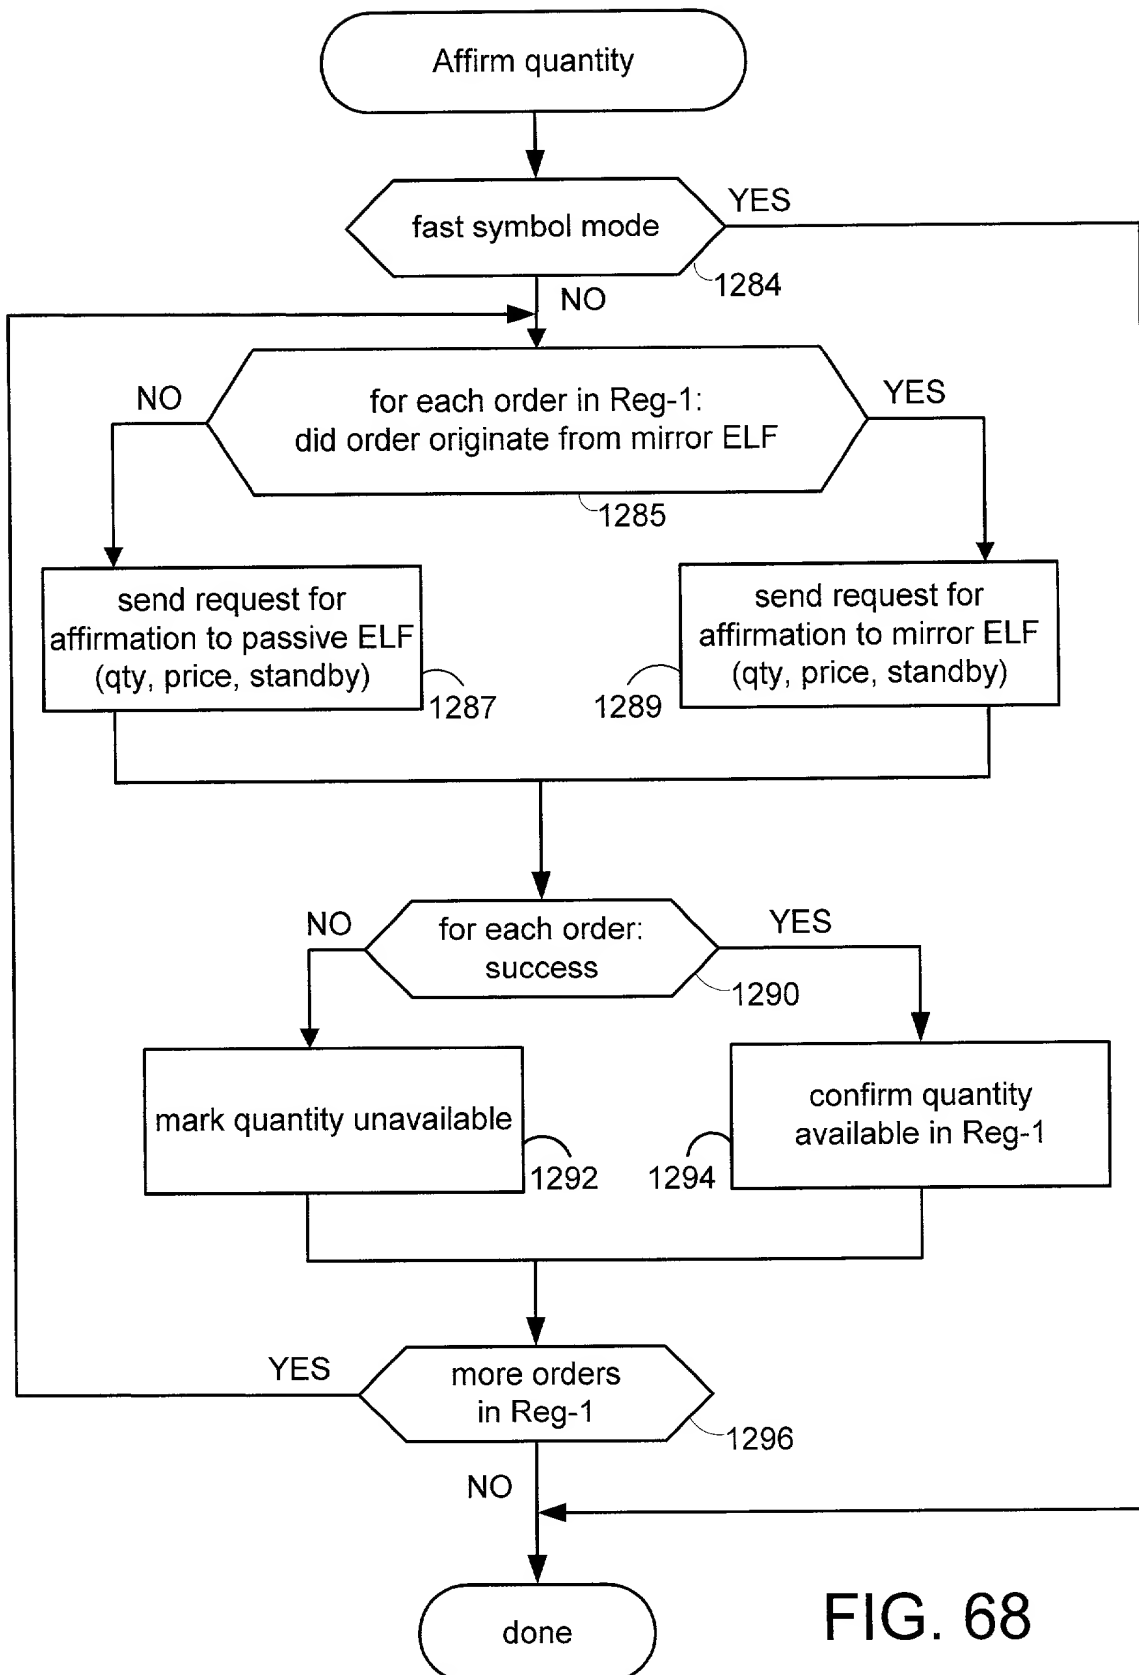 Affirm quantity
fast symbol mode
YES
1284
NO
for each order in Reg-1:
did order originate from mirror ELF
NO
YES
1285
send request for
affirmation to passive ELF
(qty, price, standby)
1287
send request for
affirmation to mirror ELF
(qty, price, standby)
1289
for each order:
success
NO
YES
1290
mark quantity unavailable
1292
confirm quantity
available in Reg-1
1294
more orders
in Reg-1
YES
1296
NO
done
FIG. 68